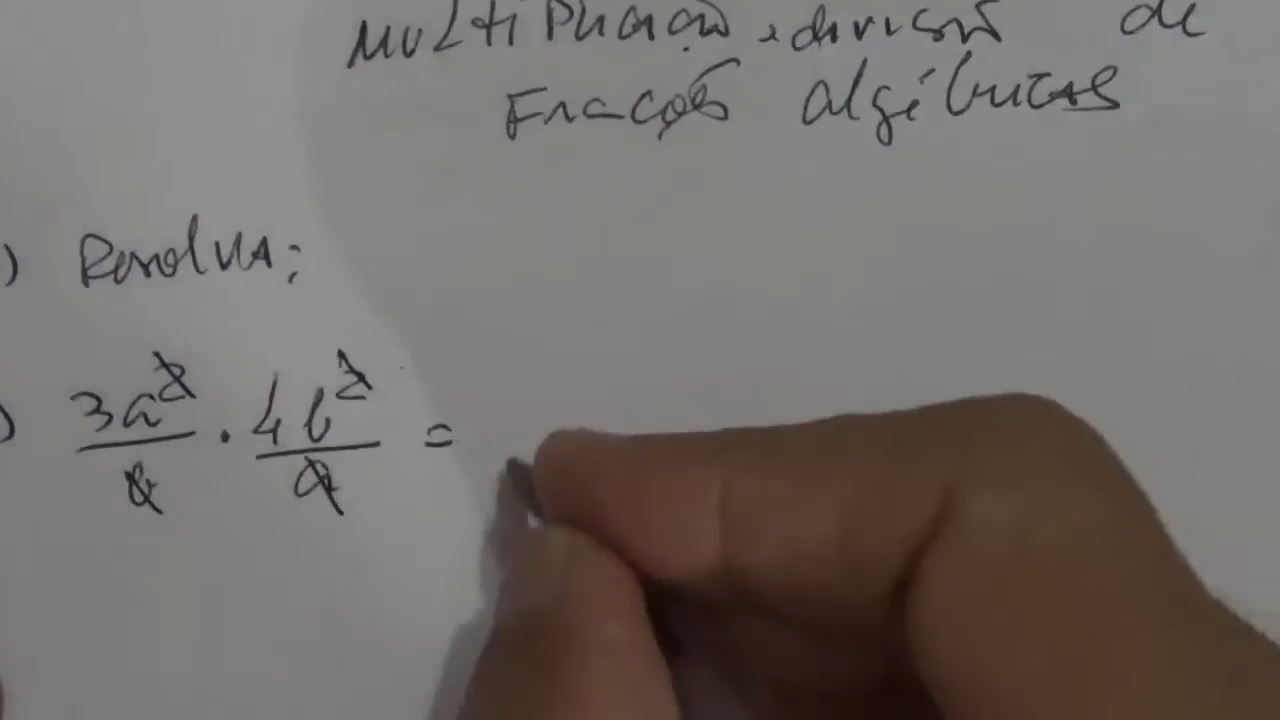 Multiplicação e divisão de
Frações algébricas
) Resolva:
) 3a² / b · 4b² / a =